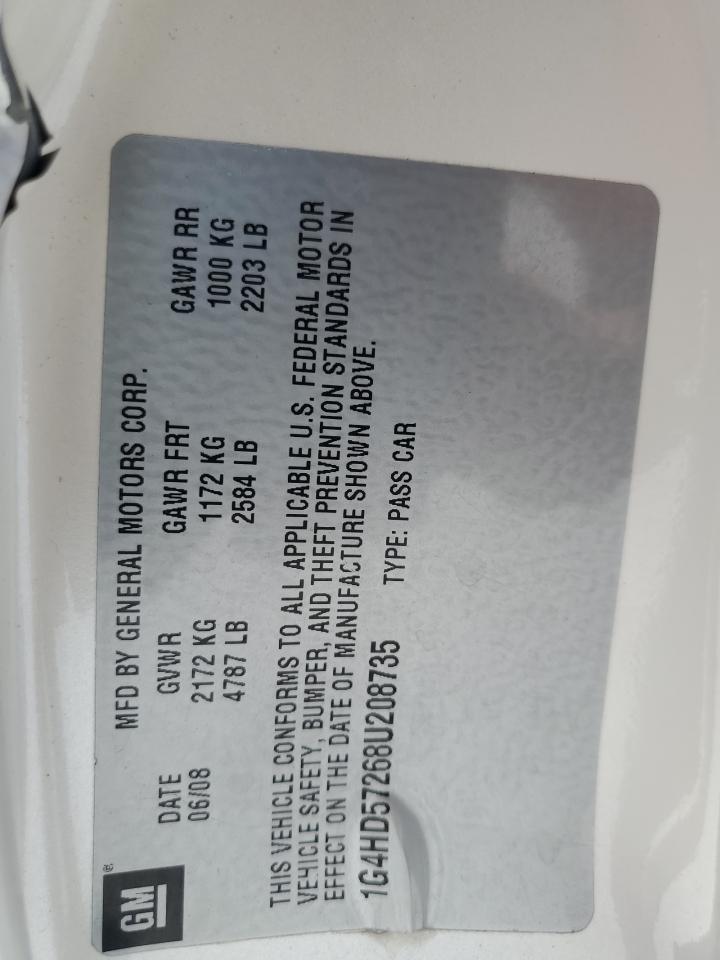 GM®
MFD BY GENERAL MOTORS CORP.
DATE GVWR GAWR FRT GAWR RR
06/08 2172 KG 1172 KG 1000 KG
4787 LB 2584 LB 2203 LB
THIS VEHICLE CONFORMS TO ALL APPLICABLE U.S. FEDERAL MOTOR
VEHICLE SAFETY, BUMPER, AND THEFT PREVENTION STANDARDS IN
EFFECT ON THE DATE OF MANUFACTURE SHOWN ABOVE.
1G4HD57268U208735 TYPE: PASS CAR